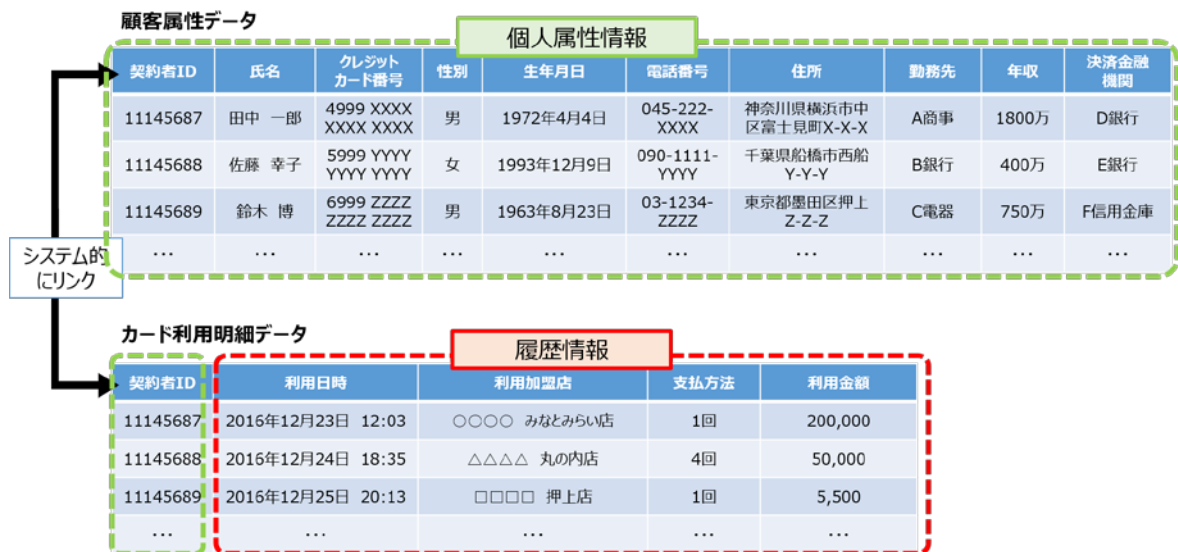 顧客属性データ
個人属性情報
契約者ID 氏名 クレジット 性別 生年月日 電話番号 住所 勤務先 年収 決済金融
カード番号 機関
11145687 田中 一郎 4999 XXXX 男 1972年4月4日 045-222- 神奈川県横浜市中 A商事 1800万 D銀行
XXXX XXXX XXXX 区富士見町X-X-X
11145688 佐藤 幸子 5999 YYYY 女 1993年12月9日 090-1111- 千葉県船橋市西船 B銀行 400万 E銀行
YYYY YYYY YYYY Y-Y-Y
11145689 鈴木 博 6999 ZZZZ 男 1963年8月23日 03-1234- 東京都墨田区押上 C電器 750万 F信用金庫
ZZZZ ZZZZ ZZZZ Z-Z-Z
… … … … … … … … … …
システム的
にリンク
カード利用明細データ
履歴情報
契約者ID 利用日時 利用加盟店 支払方法 利用金額
11145687 2016年12月23日 12:03 ○○○○ みなとみらい店 1回 200,000
11145688 2016年12月24日 18:35 △△△△ 丸の内店 4回 50,000
11145689 2016年12月25日 20:13 □□□□ 押上店 1回 5,500
… … … … …